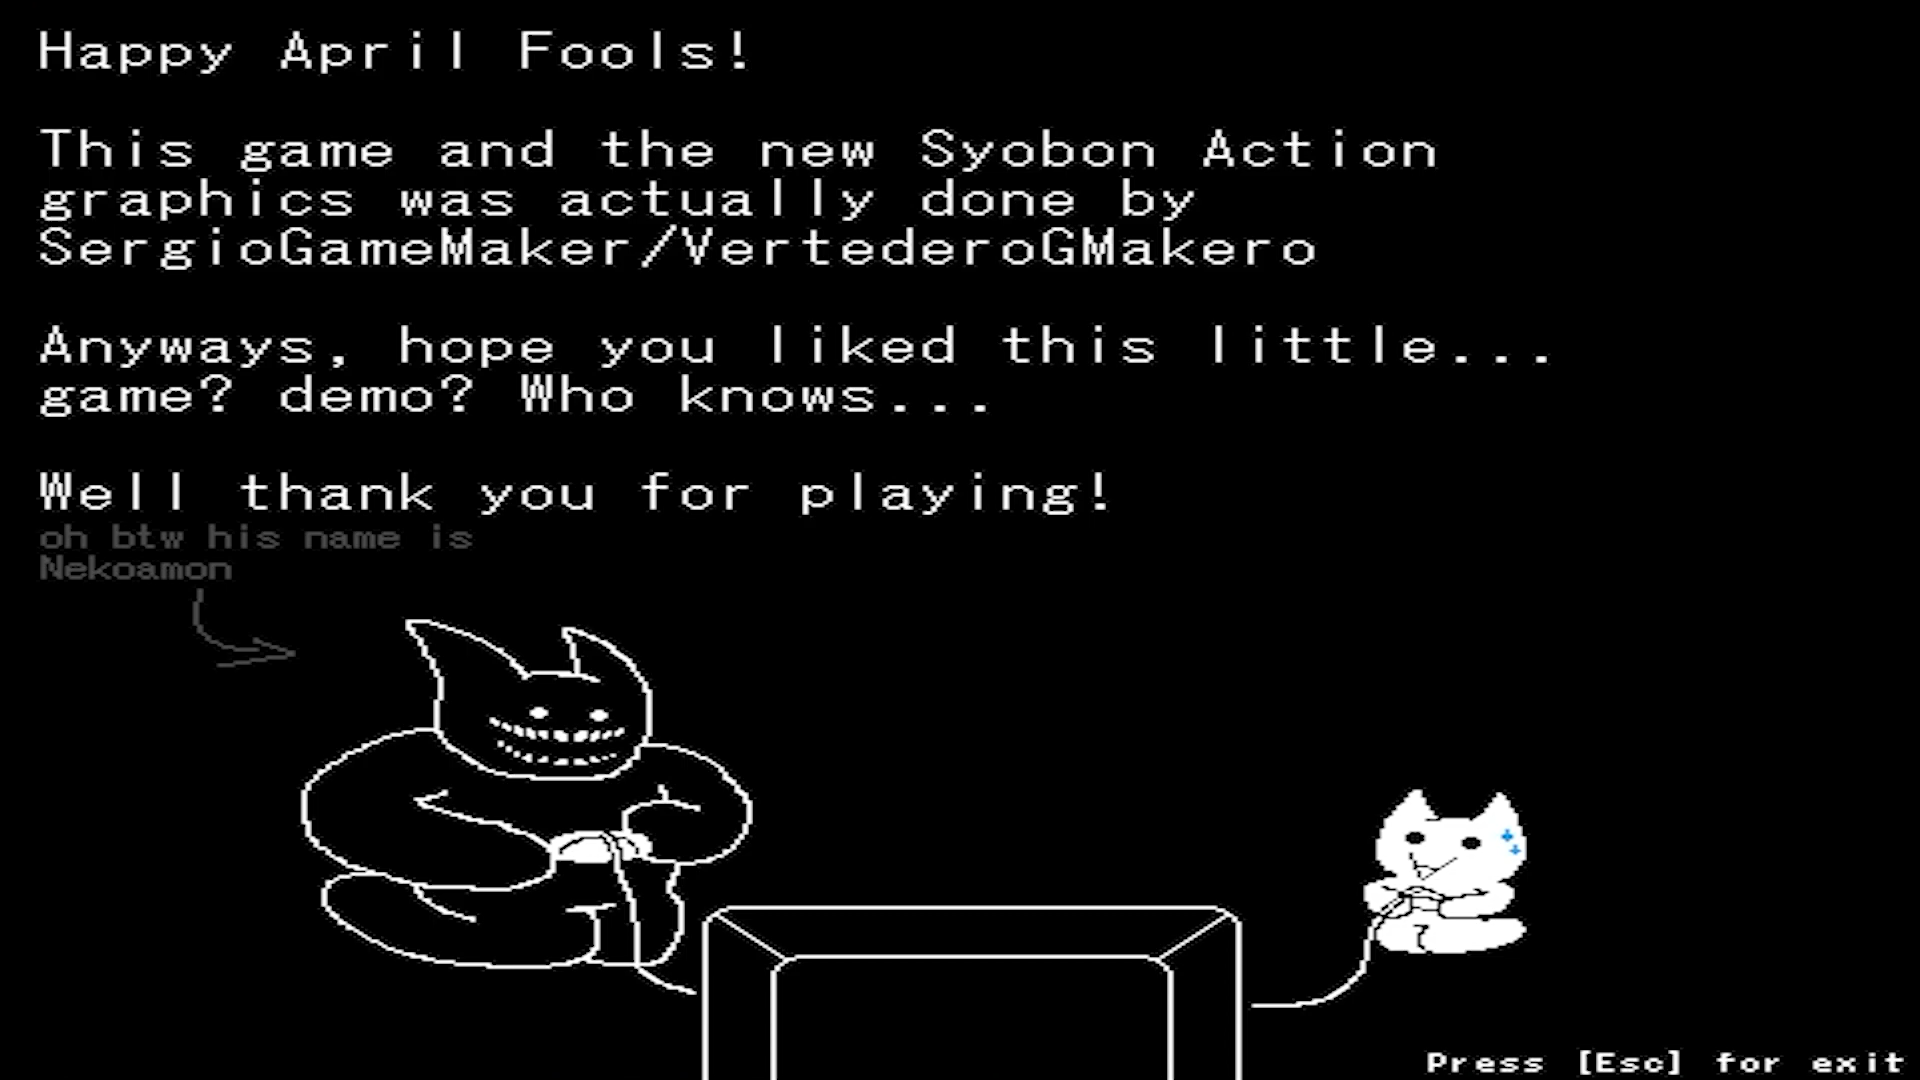 Happy April Fools!
This game and the new Syobon Action
graphics was actually done by
SergioGameMaker/VertederoGMakero
Anyways, hope you liked this little...
game? demo? Who knows...
Well thank you for playing!
oh btw his name is
Nekoamon
Press [Esc] for exit